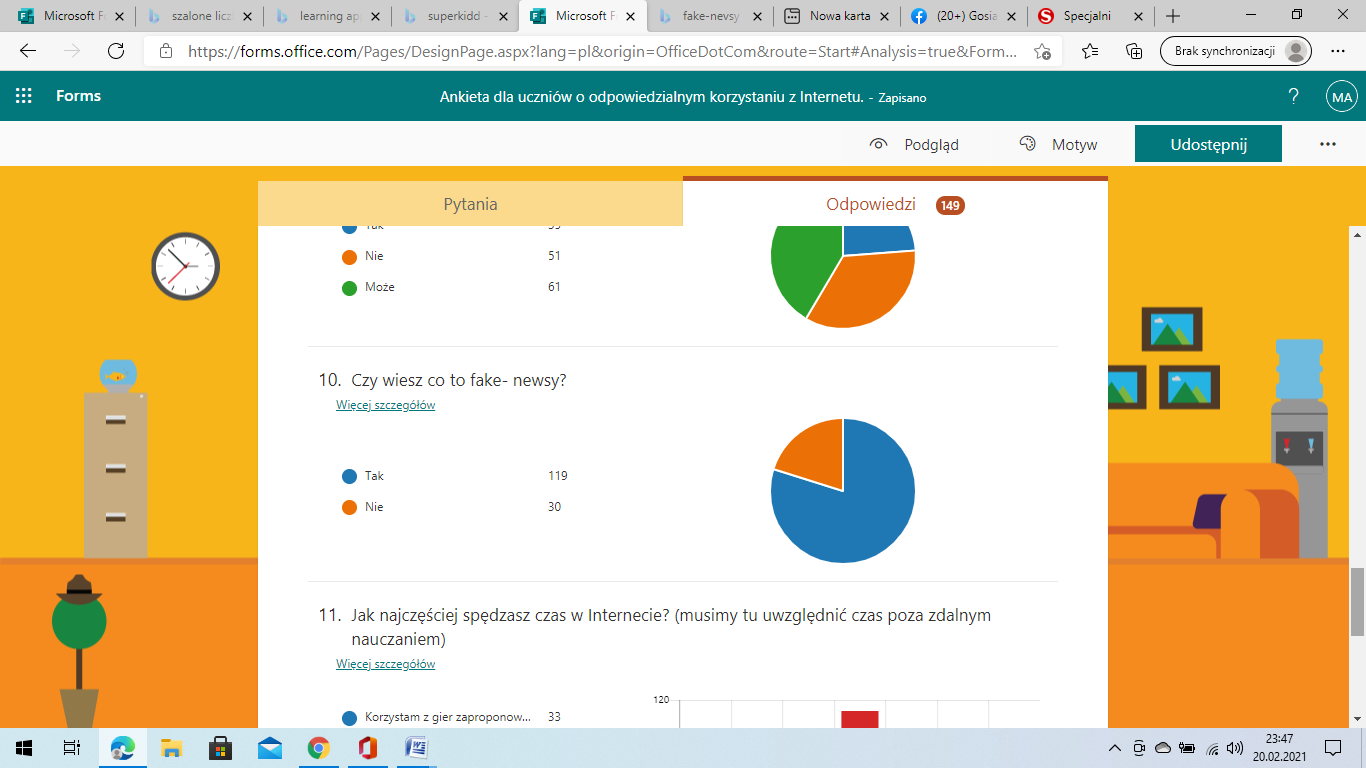 Microsoft F
szalone licz
learning ap
superkidd -
Microsoft F
fake-nevsy
Nowa karta
(20+) Gosia
Specjalni
https://forms.office.com/Pages/DesignPage.aspx?lang=pl&origin=OfficeDotCom&route=Start#Analysis=true&Form...
Brak synchronizacji
Forms
Ankieta dla uczniów o odpowiedzialnym korzystaniu z Internetu. - Zapisano
?
MA
Podgląd
Motyw
Udostępnij
Pytania
Odpowiedzi 149
Nie 51
Może 61
10. Czy wiesz co to fake- newsy?
Więcej szczegółów
Tak 119
Nie 30
11. Jak najczęściej spędzasz czas w Internecie? (musimy tu uwzględnić czas poza zdalnym
nauczaniem)
Więcej szczegółów
120
Korzystam z gier zaproponow... 33
23:47
20.02.2021